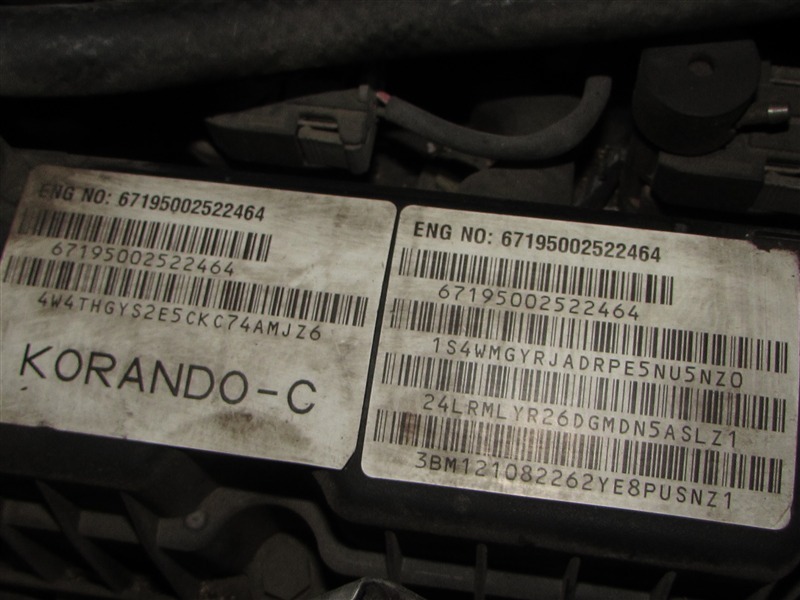 ENG NO: 67195002522464
67195002522464
4W4THGYS2E5CKC74AMJZ6
KORANDO-C
ENG NO: 67195002522464
67195002522464
1S4WMGYRJADRPE5NU5NZ0
24LRMLYR26DGMDN5ASLZ1
3BM121082262YE8PUSNZ1